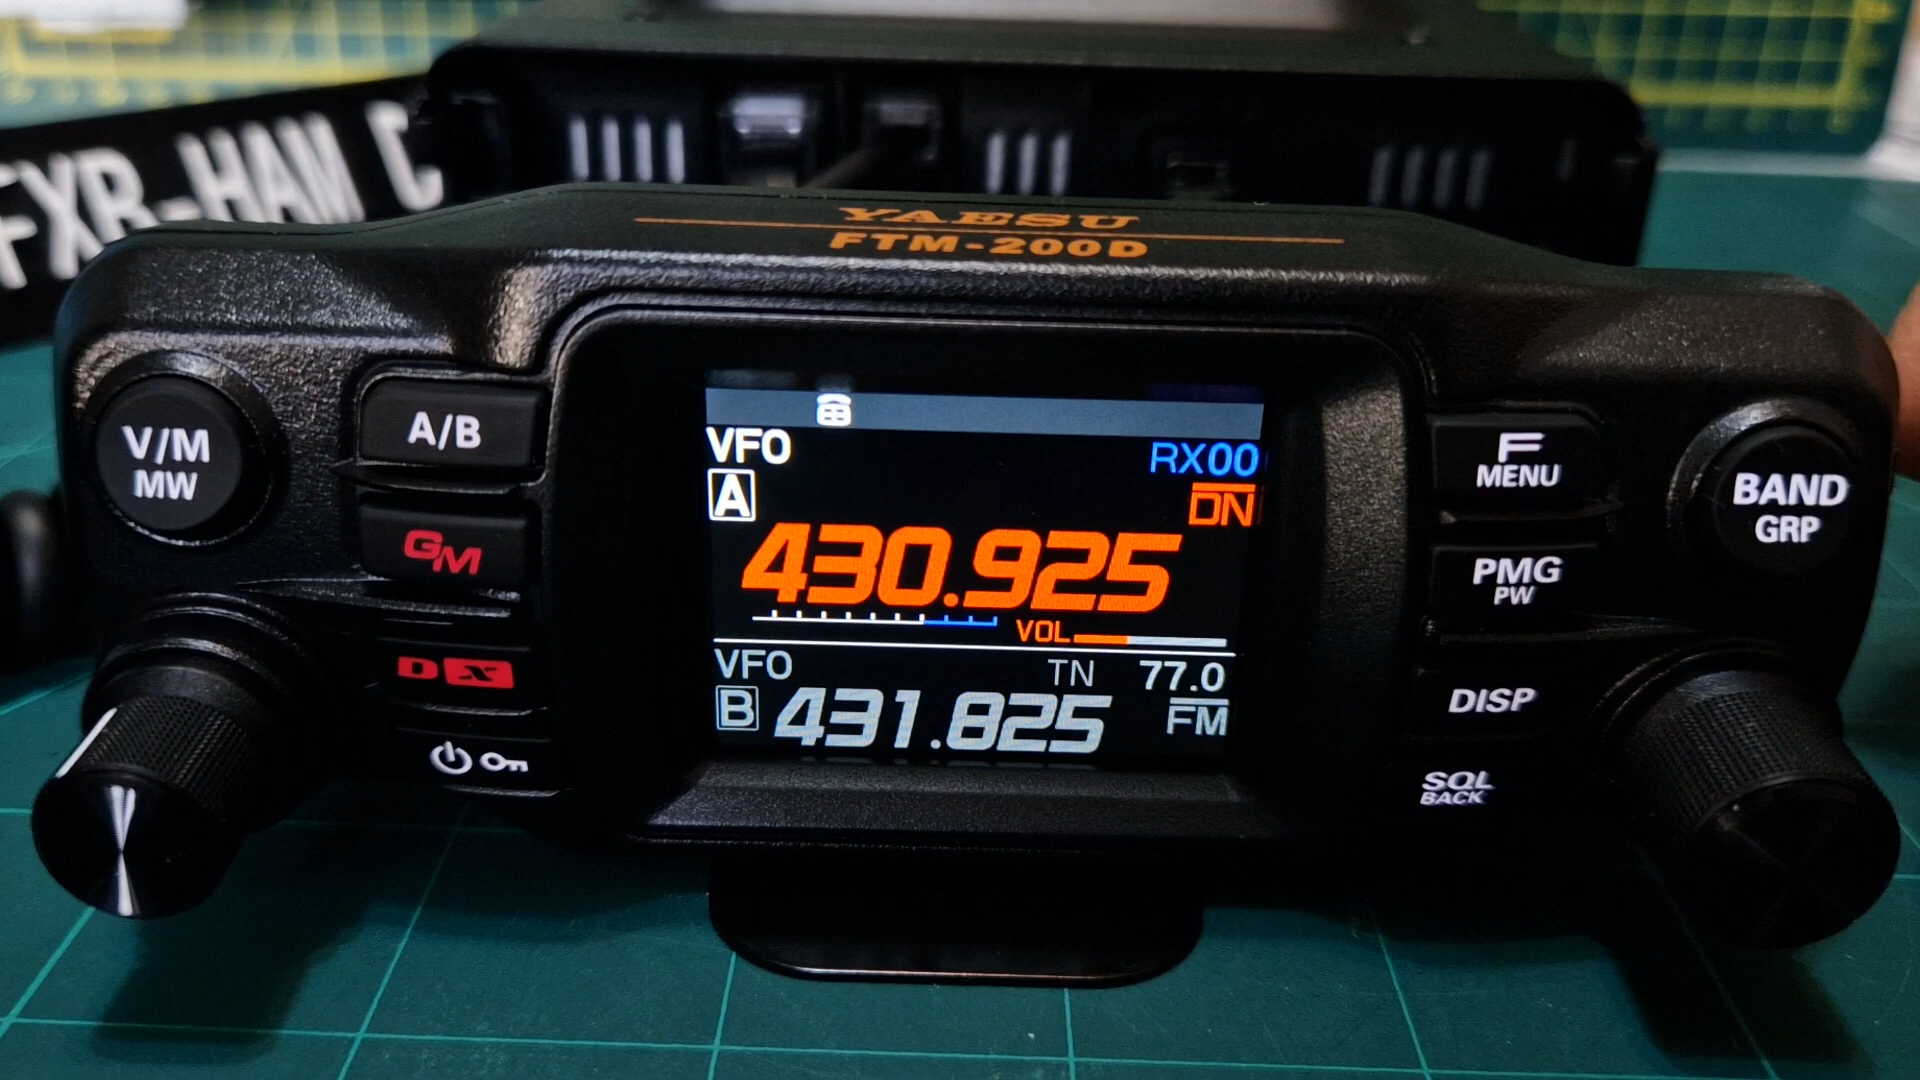 FXR-HAM C
YAESU
FTM-200D
V/M
MW
A/B
GM
DX
VFO
RX00
A
DN
430.925
VOL
VFO
TN 77.0
B
431.825
FM
F
MENU
PMG
PW
DISP
SQL
BACK
BAND
GRP